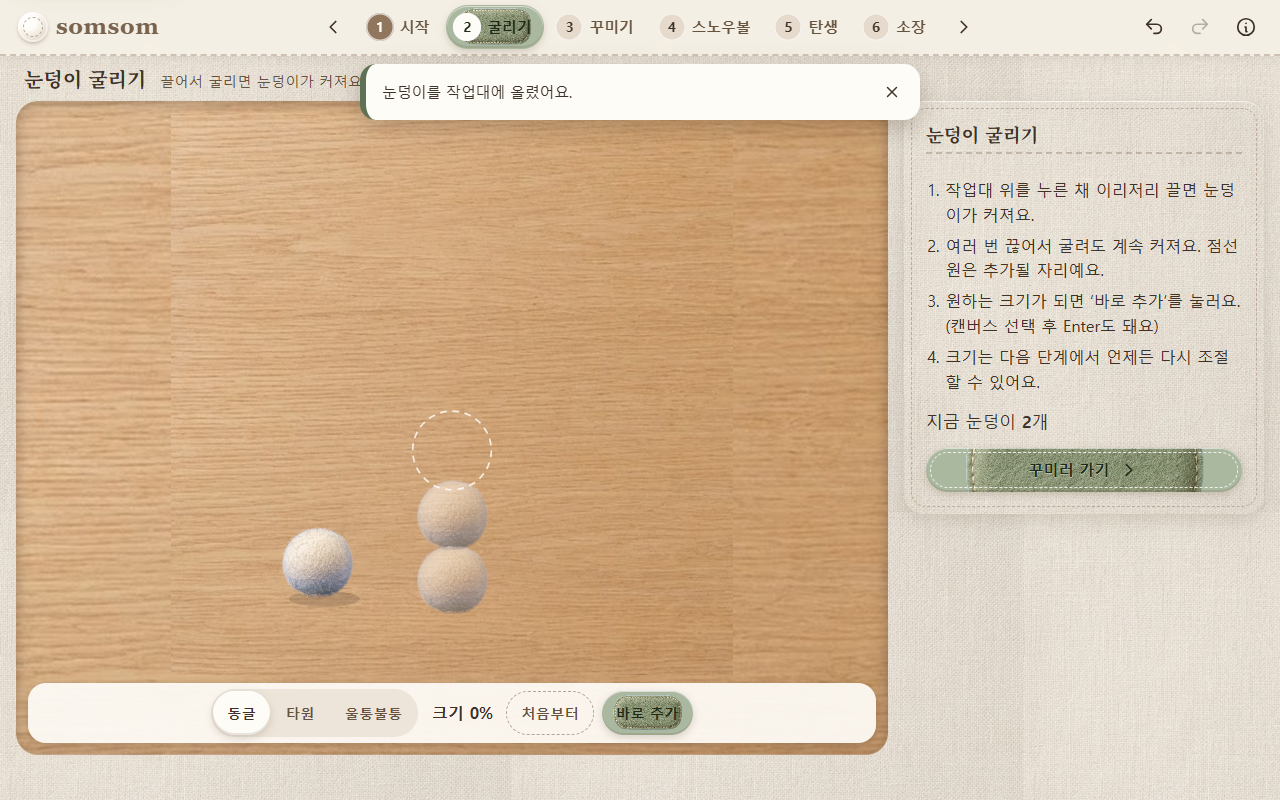 somsom
1 시작
2 굴리기
3 꾸미기
4 스노우볼
5 탄생
6 소장
눈덩이 굴리기 끌어서 굴리면 눈덩이가 커져요
눈덩이를 작업대에 올렸어요.
눈덩이 굴리기
1. 작업대 위를 누른 채 이리저리 끌면 눈덩
이가 커져요.
2. 여러 번 끊어서 굴려도 계속 커져요. 점선
원은 추가될 자리예요.
3. 원하는 크기가 되면 ‘바로 추가’를 눌러요.
(캔버스 선택 후 Enter도 돼요)
4. 크기는 다음 단계에서 언제든 다시 조절
할 수 있어요.
지금 눈덩이 2개
꾸미러 가기
동글 타원 울퉁불퉁 크기 0% 처음부터 바로 추가